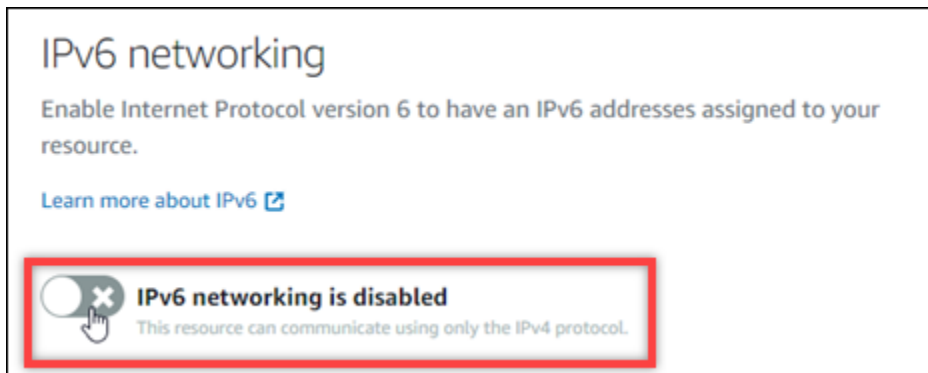 IPv6 networking
Enable Internet Protocol version 6 to have an IPv6 addresses assigned to your
resource.
Learn more about IPv6
IPv6 networking is disabled
This resource can communicate using only the IPv4 protocol.